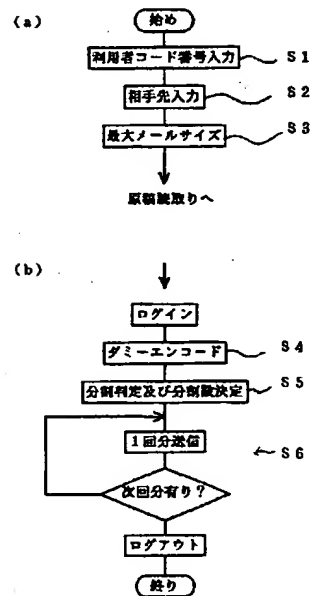 (a)
始め
利用者コード番号入力 S1
相手先入力 S2
最大メールサイズ S3
原稿読取りへ
(b)
ログイン
ダミーエンコード S4
分割判定及び分割数決定 S5
1回分送信
S6
次回分有り?
ログアウト
終り